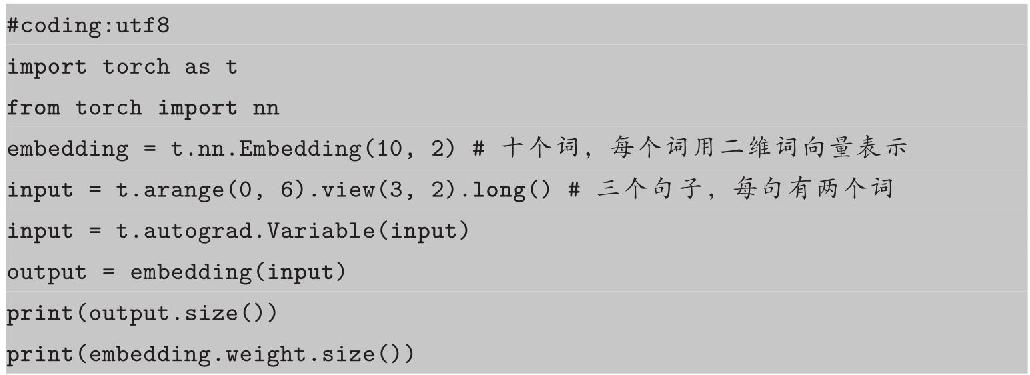 #coding:utf8
import torch as t
from torch import nn
embedding = t.nn.Embedding(10, 2) # 十个词, 每个词用二维词向量表示
input = t.arange(0, 6).view(3, 2).long() # 三个句子, 每句有两个词
input = t.autograd.Variable(input)
output = embedding(input)
print(output.size())
print(embedding.weight.size())